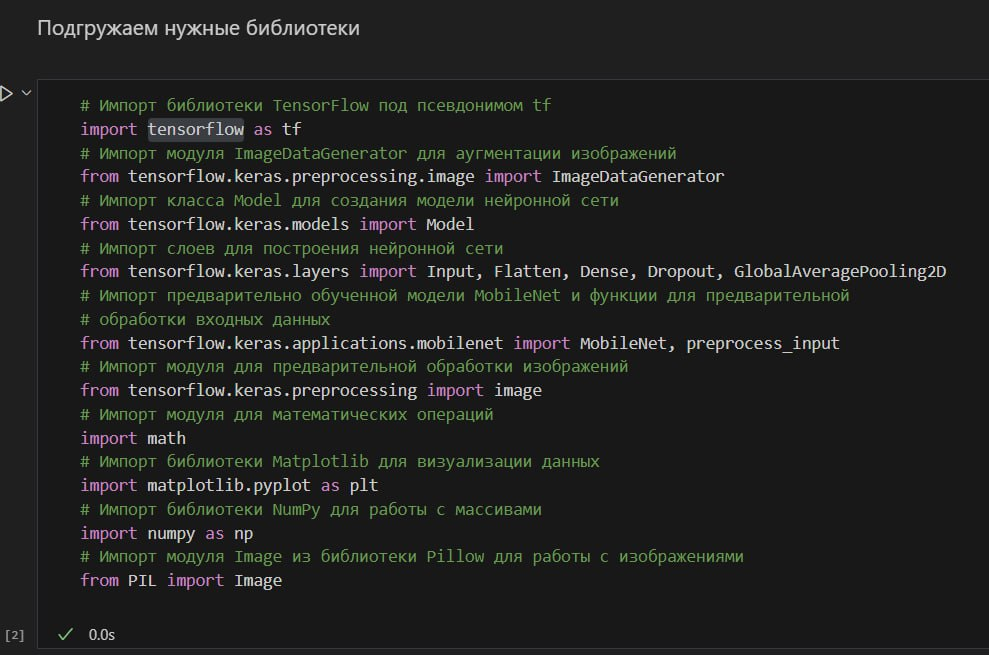 Подгружаем нужные библиотеки
# Импорт библиотеки TensorFlow под псевдонимом tf
import tensorflow as tf
# Импорт модуля ImageDataGenerator для аугментации изображений
from tensorflow.keras.preprocessing.image import ImageDataGenerator
# Импорт класса Model для создания модели нейронной сети
from tensorflow.keras.models import Model
# Импорт слоев для построения нейронной сети
from tensorflow.keras.layers import Input, Flatten, Dense, Dropout, GlobalAveragePooling2D
# Импорт предварительно обученной модели MobileNet и функции для предварительной
# обработки входных данных
from tensorflow.keras.applications.mobilenet import MobileNet, preprocess_input
# Импорт модуля для предварительной обработки изображений
from tensorflow.keras.preprocessing import image
# Импорт модуля для математических операций
import math
# Импорт библиотеки Matplotlib для визуализации данных
import matplotlib.pyplot as plt
# Импорт библиотеки NumPy для работы с массивами
import numpy as np
# Импорт модуля Image из библиотеки Pillow для работы с изображениями
from PIL import Image
[2] 0.0s